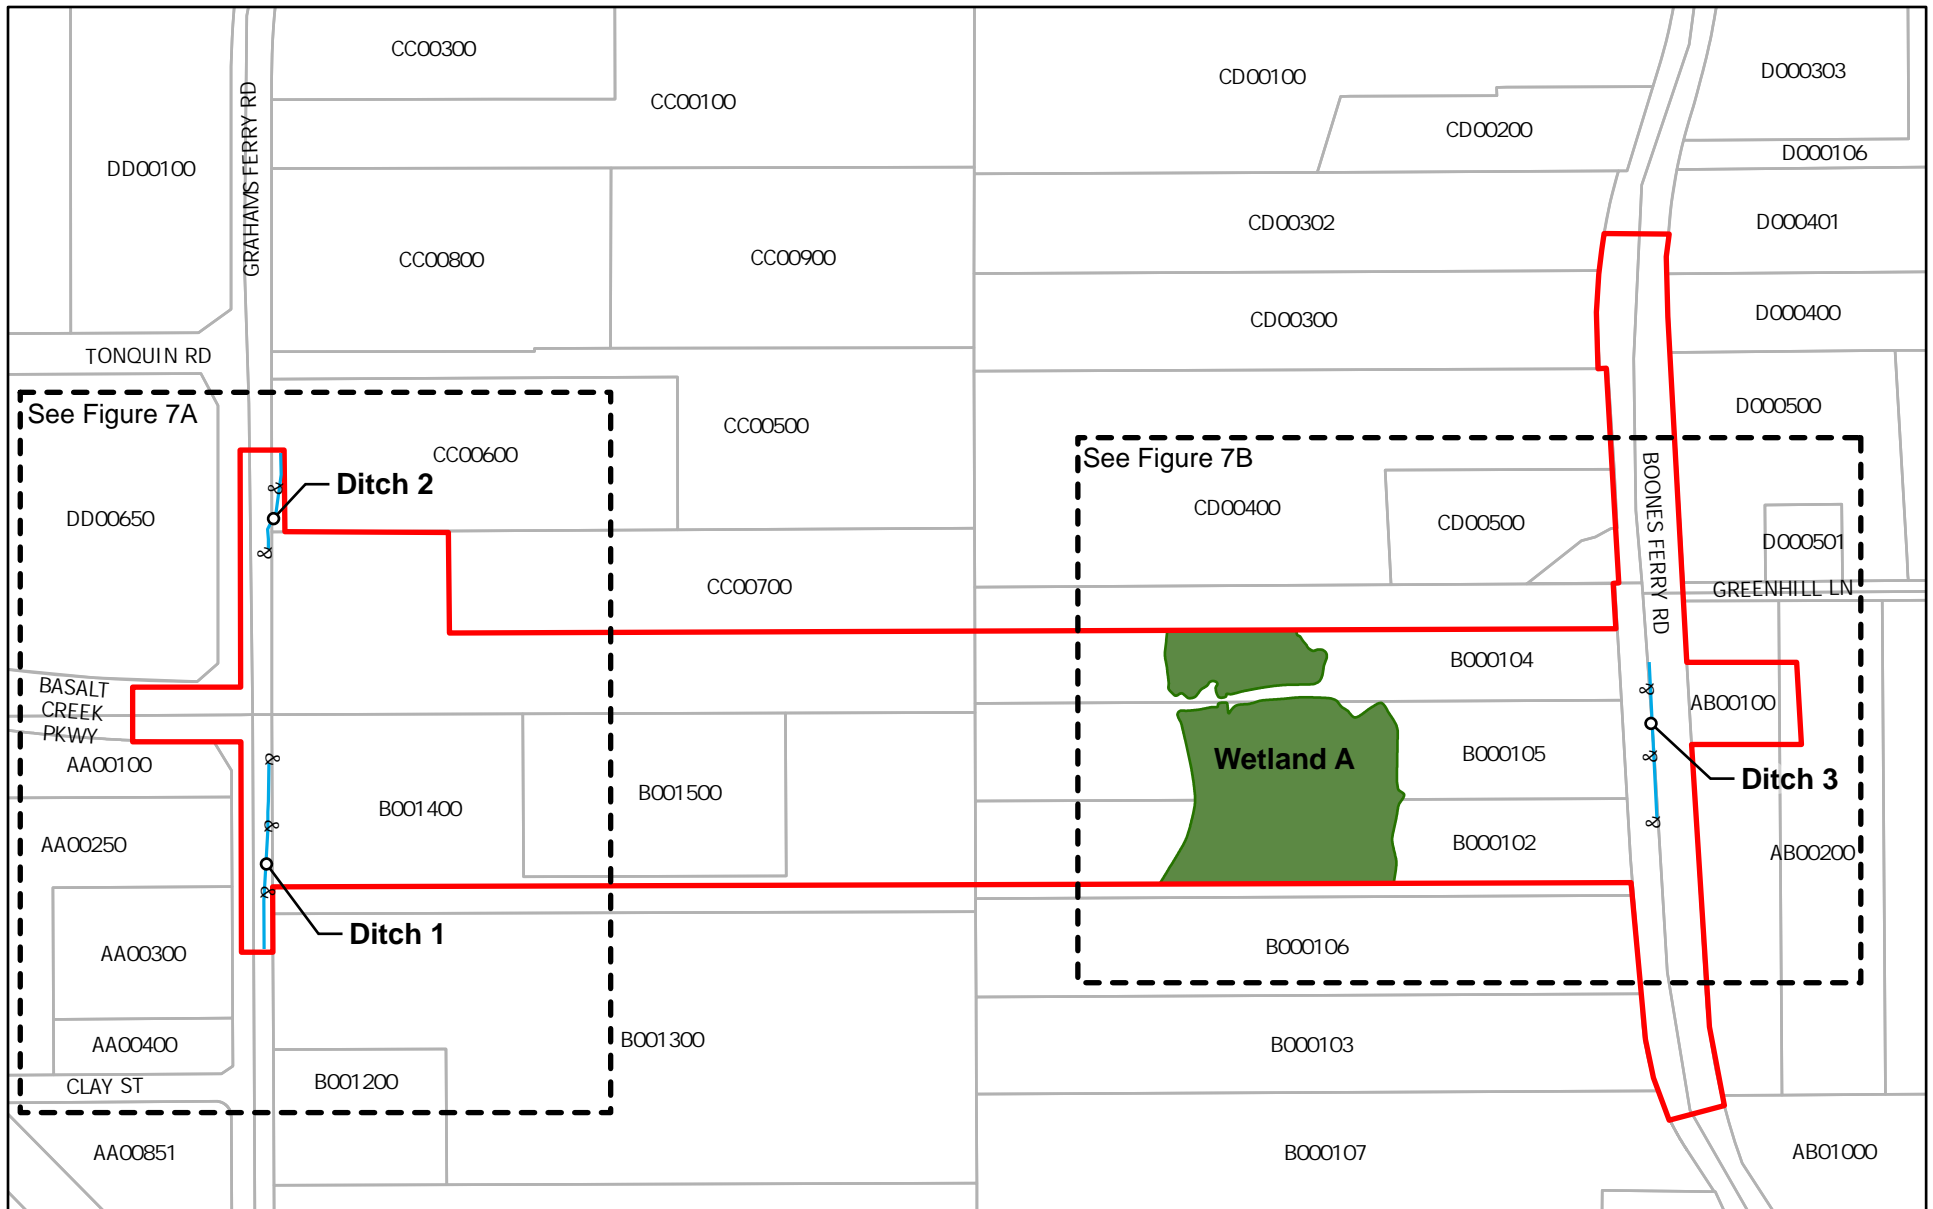 CC00300
CC00100
CD00100
D000303
CD00200
D000106
DD00100
GRAHAMS FERRY RD
CD00302
D000401
CC00800
CC00900
CD00300
D000400
TONQUIN RD
See Figure 7A
CC00600
CC00500
D000500
See Figure 7B
Ditch 2
DD00650
CD00400
CD00500
BOONES FERRY RD
D000501
CC00700
GREENHILL LN
B000104
BASALT
CREEK
PKWY
AB00100
AA00100
B001400
B001500
Wetland A
B000105
Ditch 3
AA00250
B000102
AB00200
Ditch 1
AA00300
B000106
AA00400
B001300
B000103
CLAY ST
B001200
AA00851
B000107
AB01000